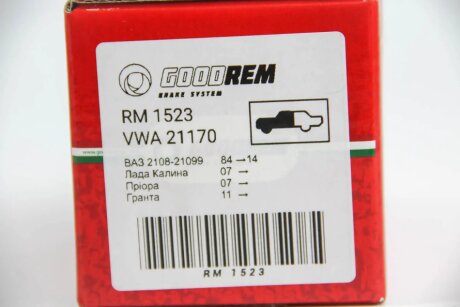 GOODREM
BRAKE SYSTEM
RM 1523
VWA 21170
ВАЗ 2108-21099 84 → 14
Лада Калина 07 →
Пріора 07 →
Гранта 11 →
RM 1523